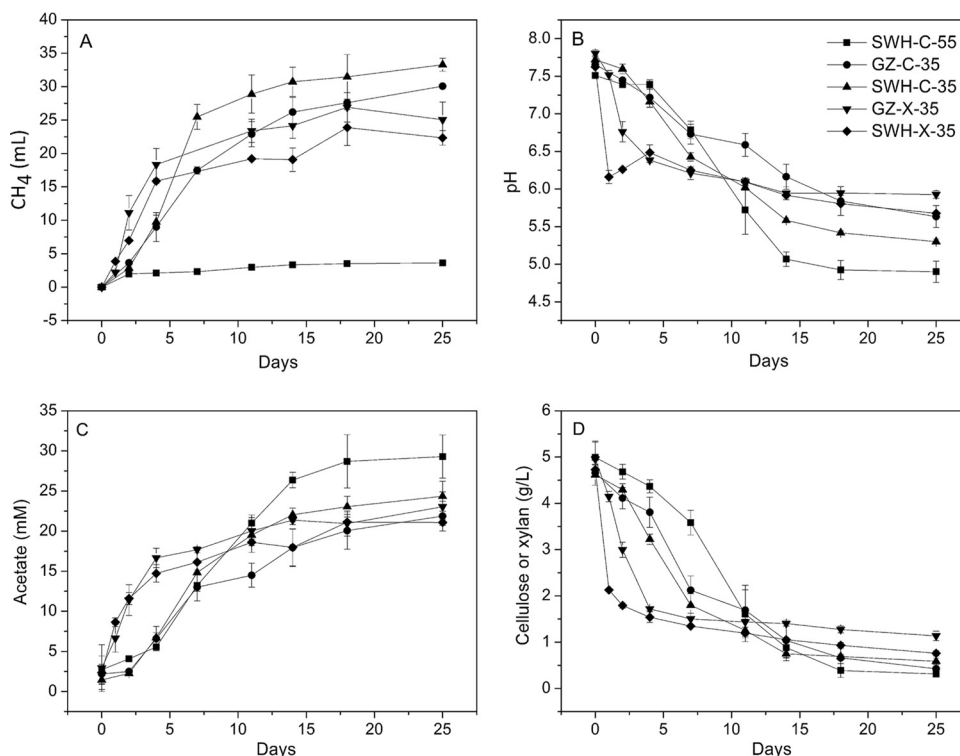 A
CH4 (mL)
40
35
30
25
20
15
10
5
0
-5
0 5 10 15 20 25
Days
B
SWH-C-55
GZ-C-35
SWH-C-35
GZ-X-35
SWH-X-35
pH
8.0
7.5
7.0
6.5
6.0
5.5
5.0
4.5
0 5 10 15 20 25
Days
C
Acetate (mM)
35
30
25
20
15
10
5
0
0 5 10 15 20 25
Days
D
Cellulose or xylan (g/L)
6
5
4
3
2
1
0
0 5 10 15 20 25
Days